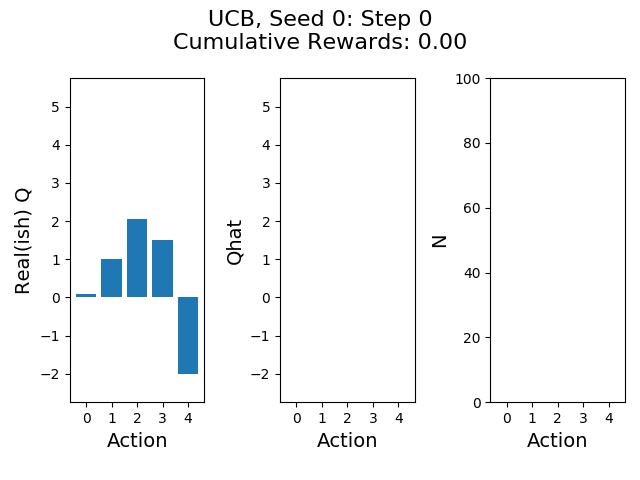 UCB, Seed 0: Step 0
Cumulative Rewards: 0.00
Real(ish) Q
5
4
3
2
1
0
−1
−2
0 1 2 3 4
Action
Qhat
5
4
3
2
1
0
−1
−2
0 1 2 3 4
Action
N
100
80
60
40
20
0
0 1 2 3 4
Action